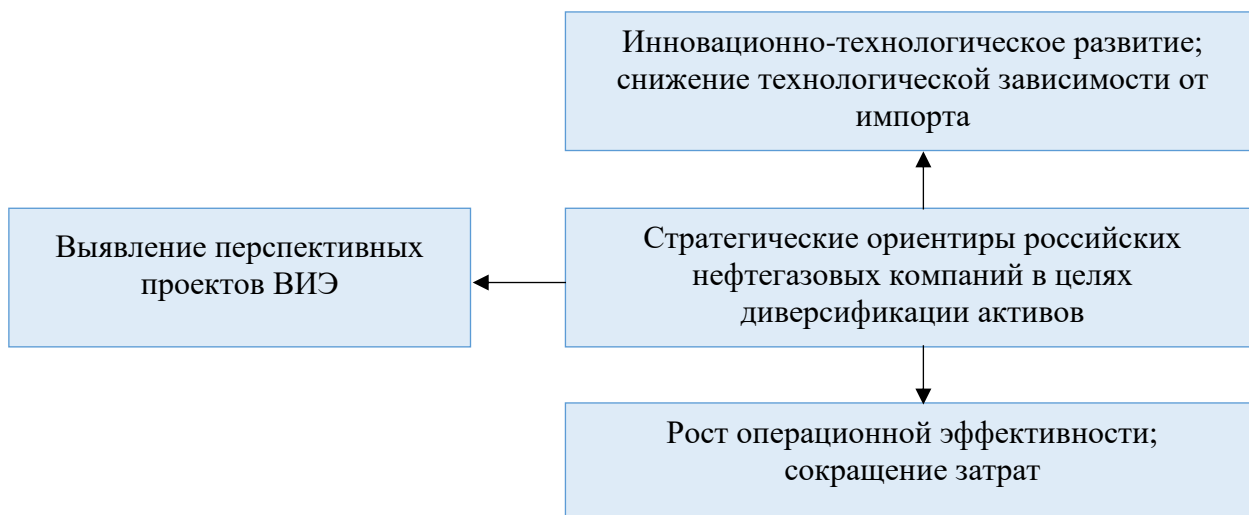 Инновационно-технологическое развитие;
снижение технологической зависимости от
импорта
Выявление перспективных
проектов ВИЭ
Стратегические ориентиры российских
нефтегазовых компаний в целях
диверсификации активов
Рост операционной эффективности;
сокращение затрат